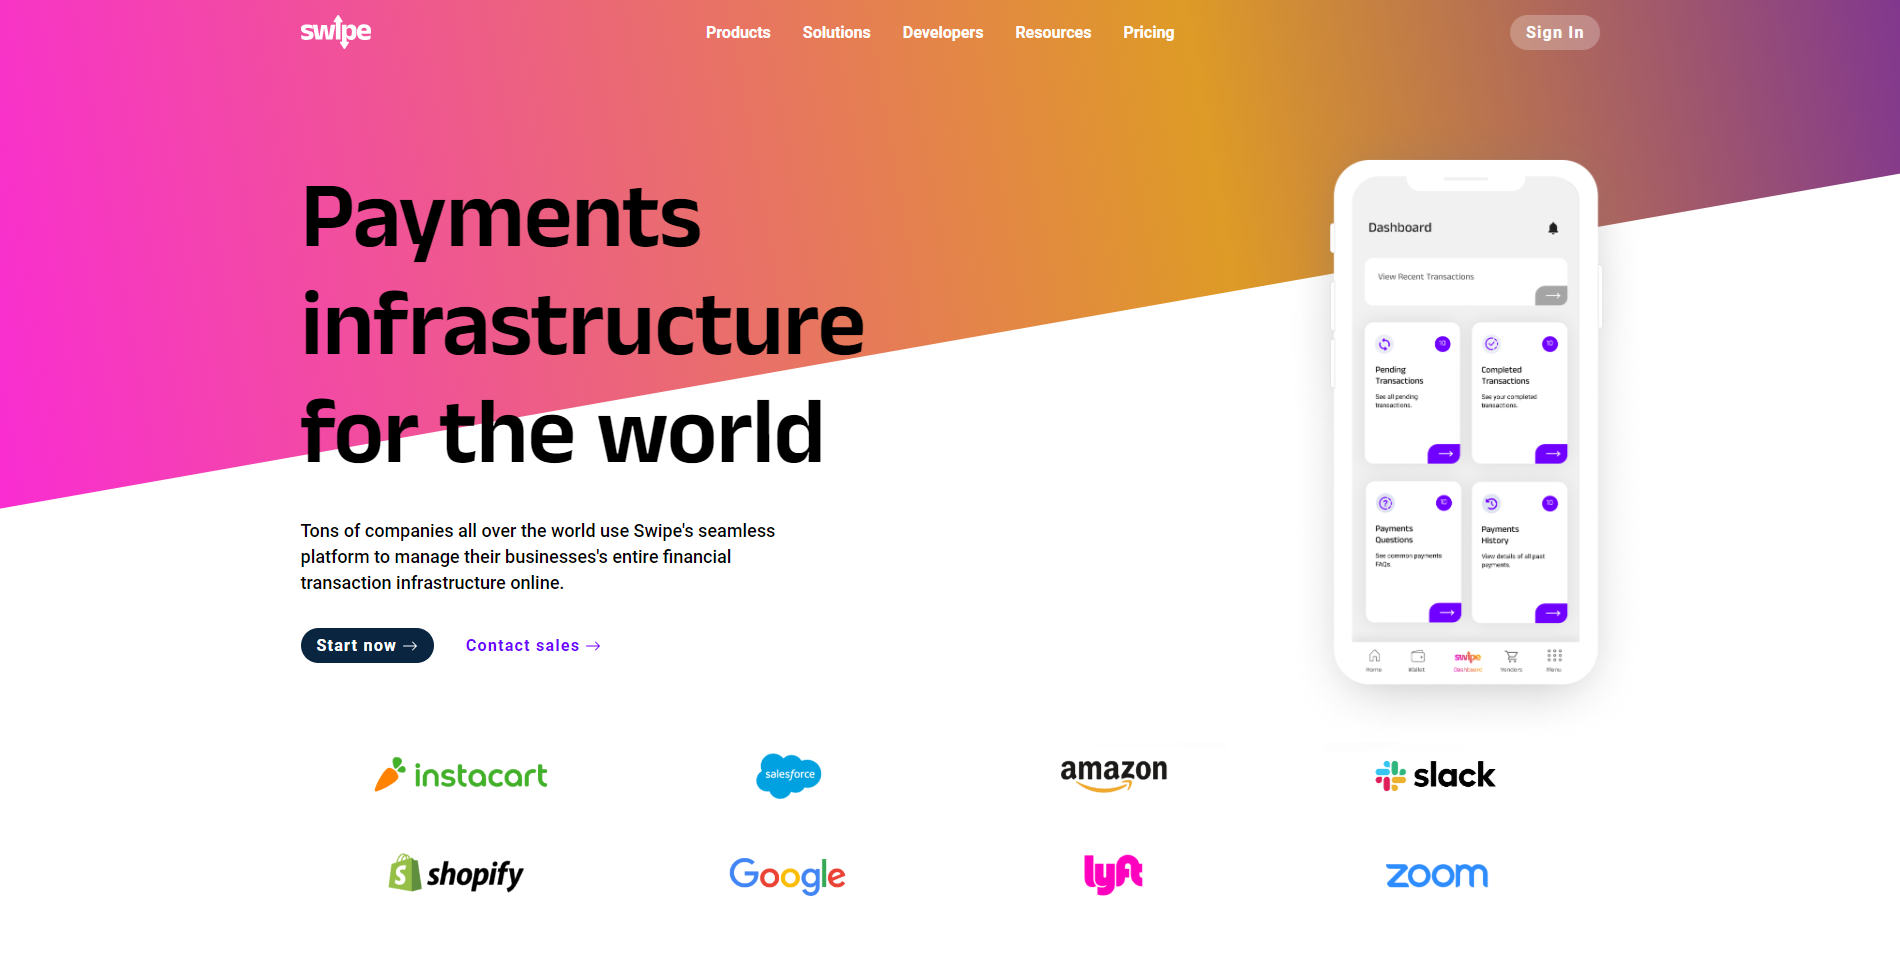 swipe
Products
Solutions
Developers
Resources
Pricing
Sign In
Payments
infrastructure
for the world
Tons of companies all over the world use Swipe's seamless
platform to manage their businesses's entire financial
transaction infrastructure online.
Start now →
Contact sales →
Dashboard
View Recent Transactions
10
Pending
Transactions
See all pending
transactions.
10
Completed
Transactions
See your completed
transactions.
10
Payments
Questions
See common payments
FAQs
10
Payments
History
View details of all past
payments.
Home
Wallet
swipe
Dashboard
Vendors
Menu
instacart
salesforce
amazon
slack
shopify
Google
lyft
zoom